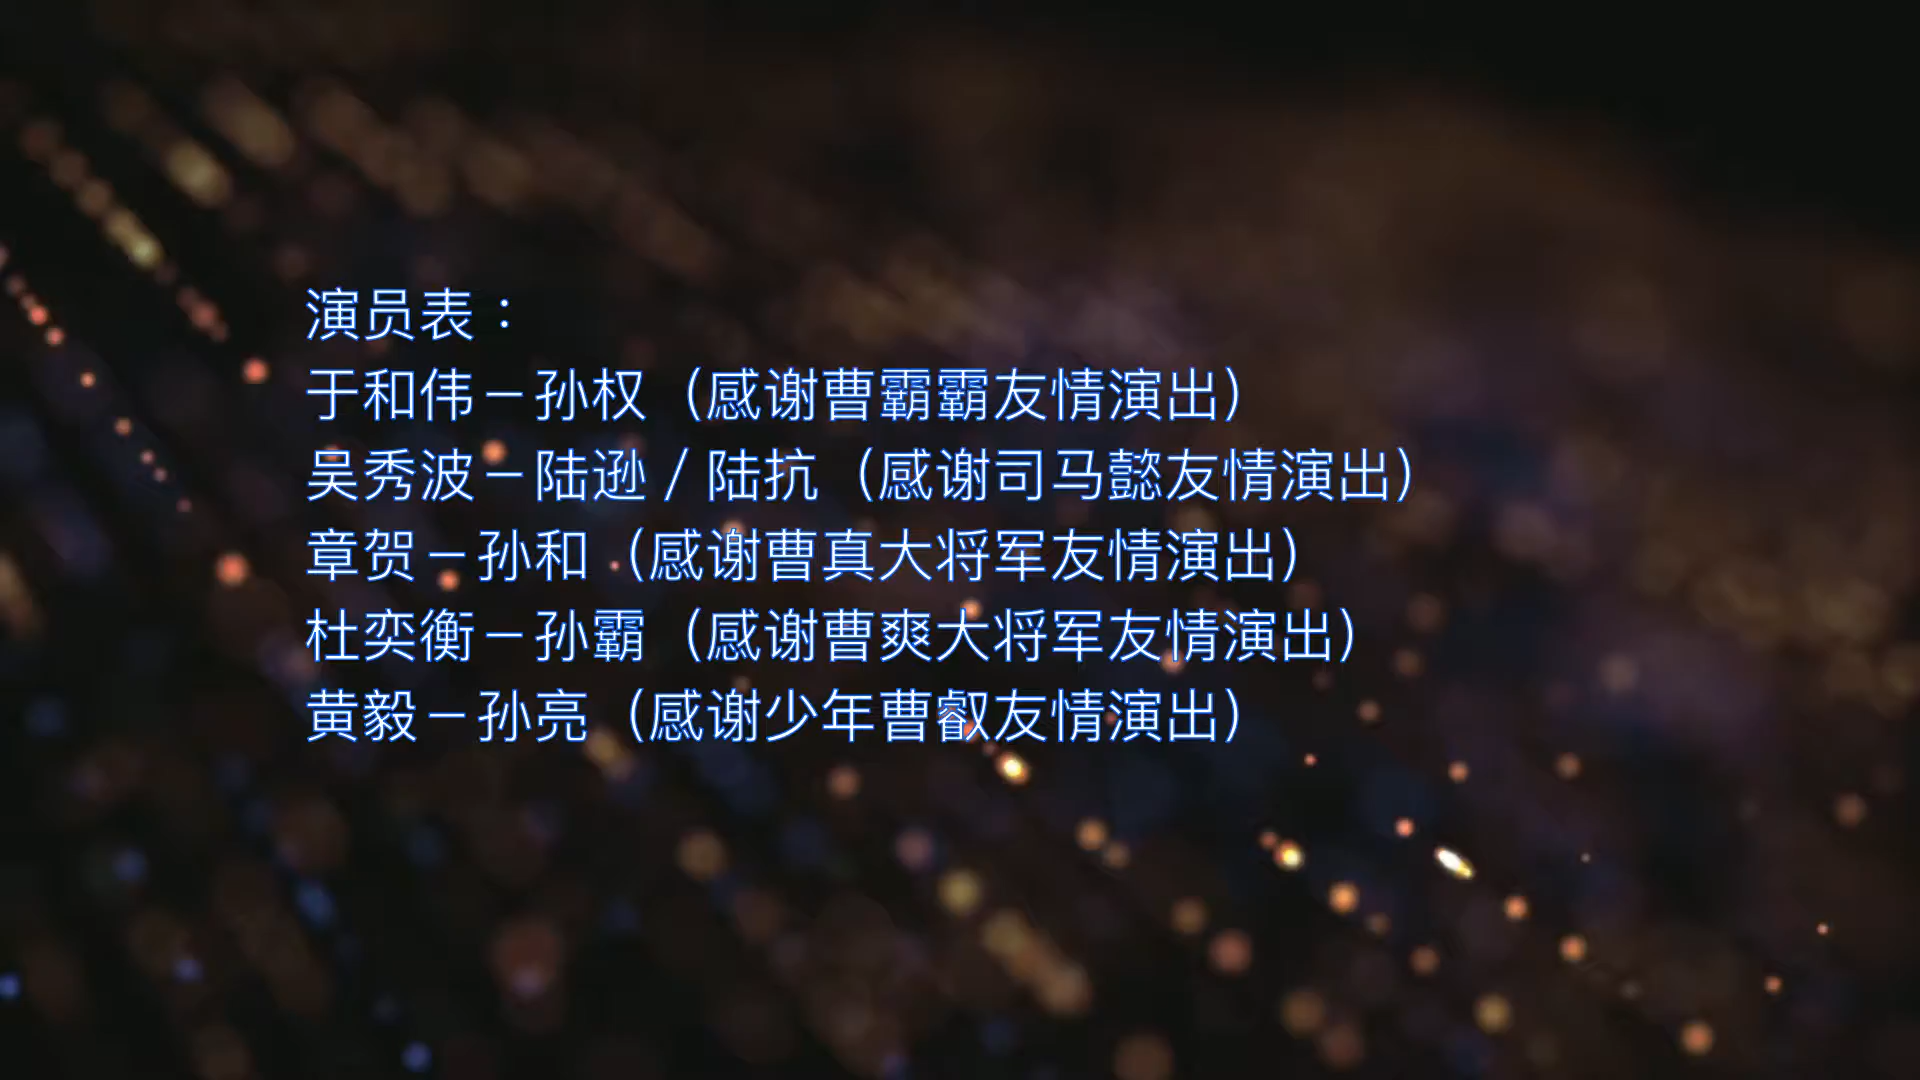 演员表：
于和伟－孙权（感谢曹霸霸友情演出）
吴秀波－陆逊／陆抗（感谢司马懿友情演出）
章贺－孙和（感谢曹真大将军友情演出）
杜奕衡－孙霸（感谢曹爽大将军友情演出）
黄毅－孙亮（感谢少年曹叡友情演出）